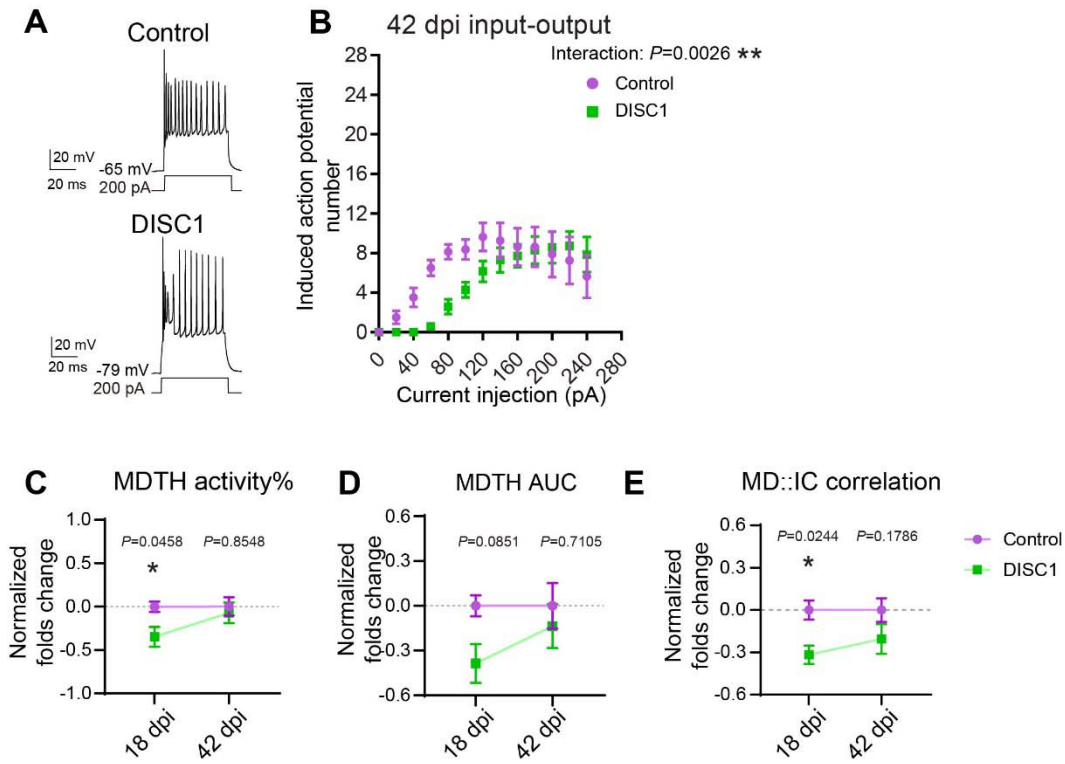 A
Control
20 mV
-65 mV
20 ms
200 pA
DISC1
20 mV
20 ms
-79 mV
200 pA
B
42 dpi input-output
Interaction: P=0.0026 **
Control
DISC1
Induced action potential
number
28
24
20
16
12
8
4
0
0
40
80
120
160
200
240
280
Current injection (pA)
C
MDTH activity%
Normalized
folds change
1.0
0.5
0.0
-0.5
-1.0
P=0.0458
P=0.8548
*
18 dpi
42 dpi
D
MDTH AUC
Normalized
folds change
0.6
0.3
0.0
-0.3
-0.6
P=0.0851
P=0.7105
18 dpi
42 dpi
E
MD::IC correlation
Normalized
folds change
0.6
0.3
0.0
-0.3
-0.6
P=0.0244
P=0.1786
*
18 dpi
42 dpi
Control
DISC1